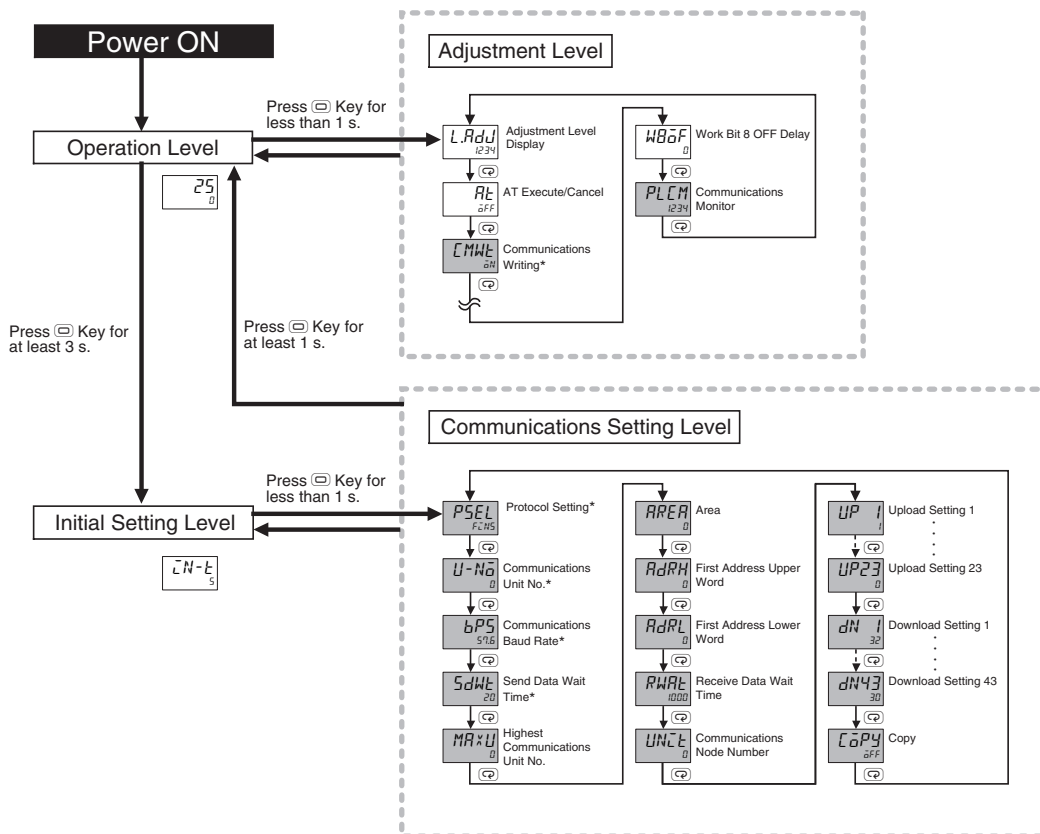 Power ON
Operation Level
25
0
Press Key for
less than 1 s.
Press Key for
at least 3 s.
Press Key for
at least 1 s.
Initial Setting Level
IN-t
5
Press Key for
less than 1 s.
Adjustment Level
L.AdJ
1234
Adjustment Level
Display
At
OFF
AT Execute/Cancel
CMWt
ON
Communications
Writing*
WBOF
0
Work Bit 8 OFF Delay
PLCM
1234
Communications
Monitor
Communications Setting Level
PSEL
FINS
Protocol Setting*
U-NO
0
Communications
Unit No.*
bPS
57.6
Communications
Baud Rate*
SdWt
20
Send Data Wait
Time*
MAXU
0
Highest
Communications
Unit No.
AREA
0
Area
AdRH
0
First Address Upper
Word
AdRL
0
First Address Lower
Word
RWAt
1000
Receive Data Wait
Time
UNIt
0
Communications
Node Number
UP 1
1
Upload Setting 1
UP23
0
Upload Setting 23
dN 1
32
Download Setting 1
dN43
30
Download Setting 43
COPY
OFF
Copy